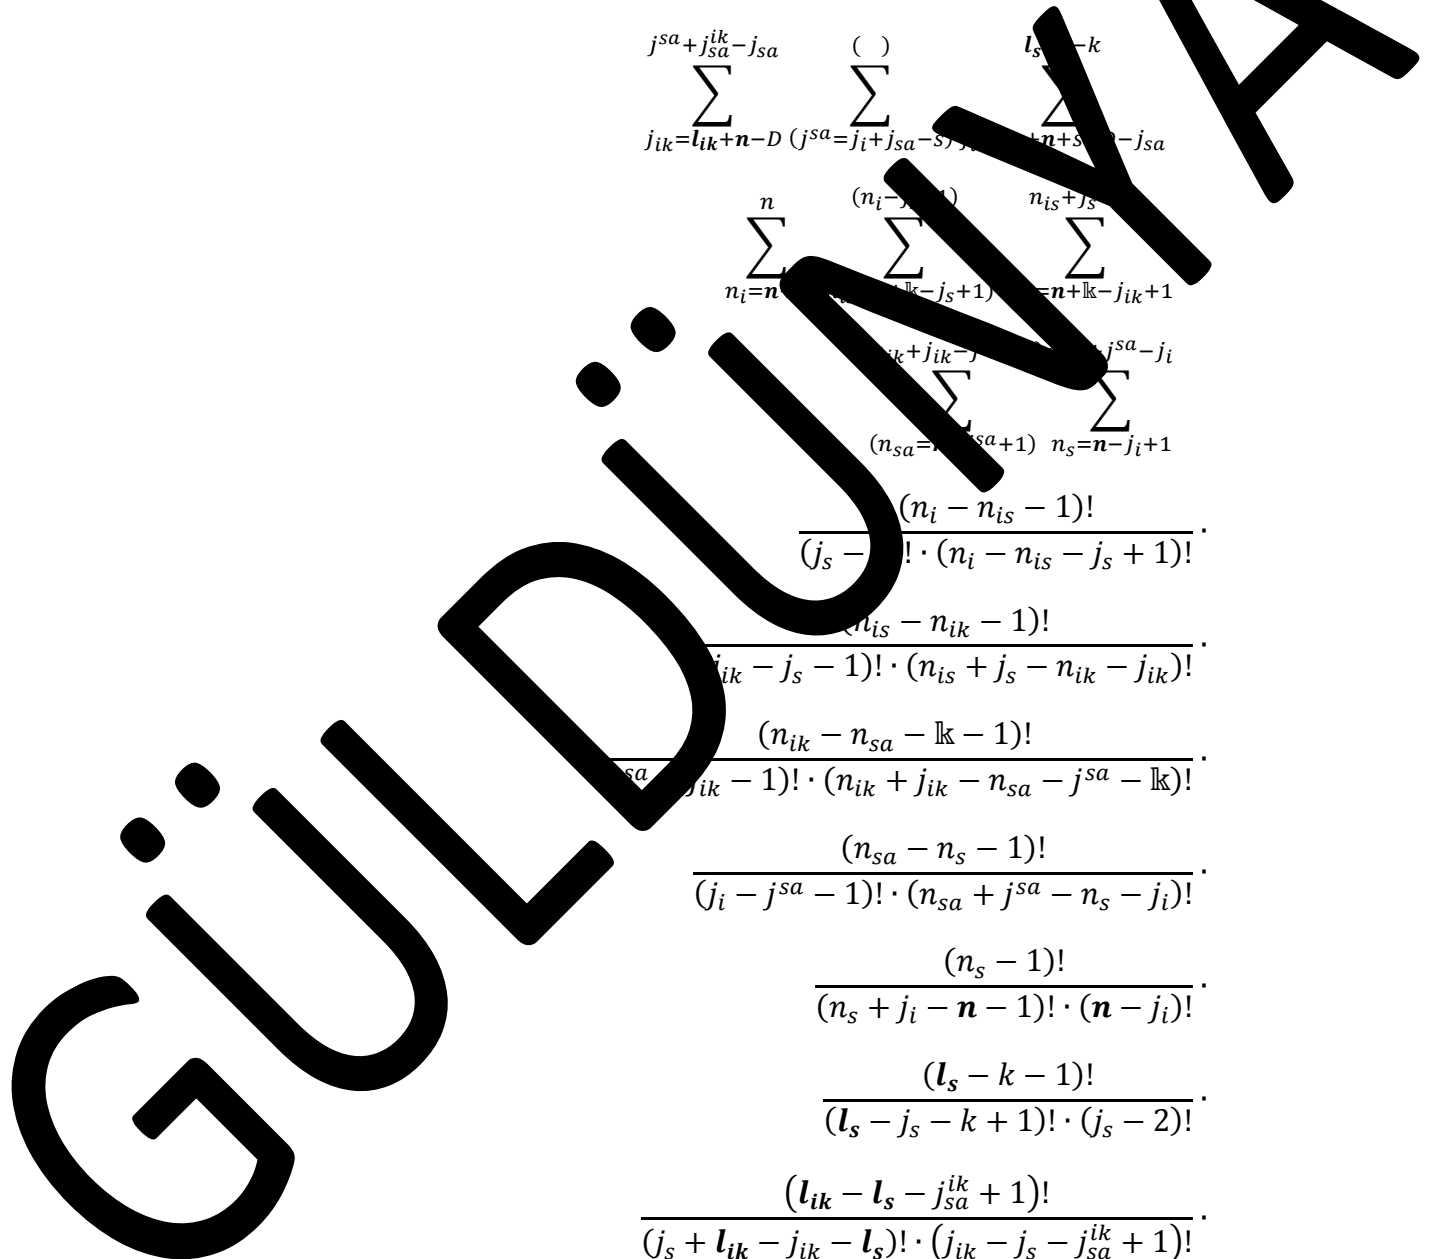 j^{sa}+j_{sa}^{ik}-j_{sa} ( ) l_s -k
∑ ∑ ∑
j_{ik}=l_{ik}+n-D (j^{sa}=j_i+j_{sa}-s) -j_{sa}
n (n_i-j n_{is}+j_s
∑ ∑ ∑
n_i=n +𝕜-j_s+1) =n+𝕜-j_{ik}+1
+j_{ik}-j j^{sa}-j_i
∑ ∑
(n_{sa}= +1) n_s=n-j_i+1
(n_i − n_{is} − 1)!
(j_s − )! · (n_i − n_{is} − j_s + 1)! ·
(n_{is} − n_{ik} − 1)!
j_{ik} − j_s − 1)! · (n_{is} + j_s − n_{ik} − j_{ik})! ·
(n_{ik} − n_{sa} − 𝕜 − 1)!
j_{ik} − 1)! · (n_{ik} + j_{ik} − n_{sa} − j^{sa} − 𝕜)! ·
(n_{sa} − n_s − 1)!
(j_i − j^{sa} − 1)! · (n_{sa} + j^{sa} − n_s − j_i)! ·
(n_s − 1)!
(n_s + j_i − n − 1)! · (n − j_i)! ·
(l_s − k − 1)!
(l_s − j_s − k + 1)! · (j_s − 2)! ·
(l_{ik} − l_s − j_{sa}^{ik} + 1)!
(j_s + l_{ik} − j_{ik} − l_s)! · (j_{ik} − j_s − j_{sa}^{ik} + 1)! ·
GÜLDÜNYA